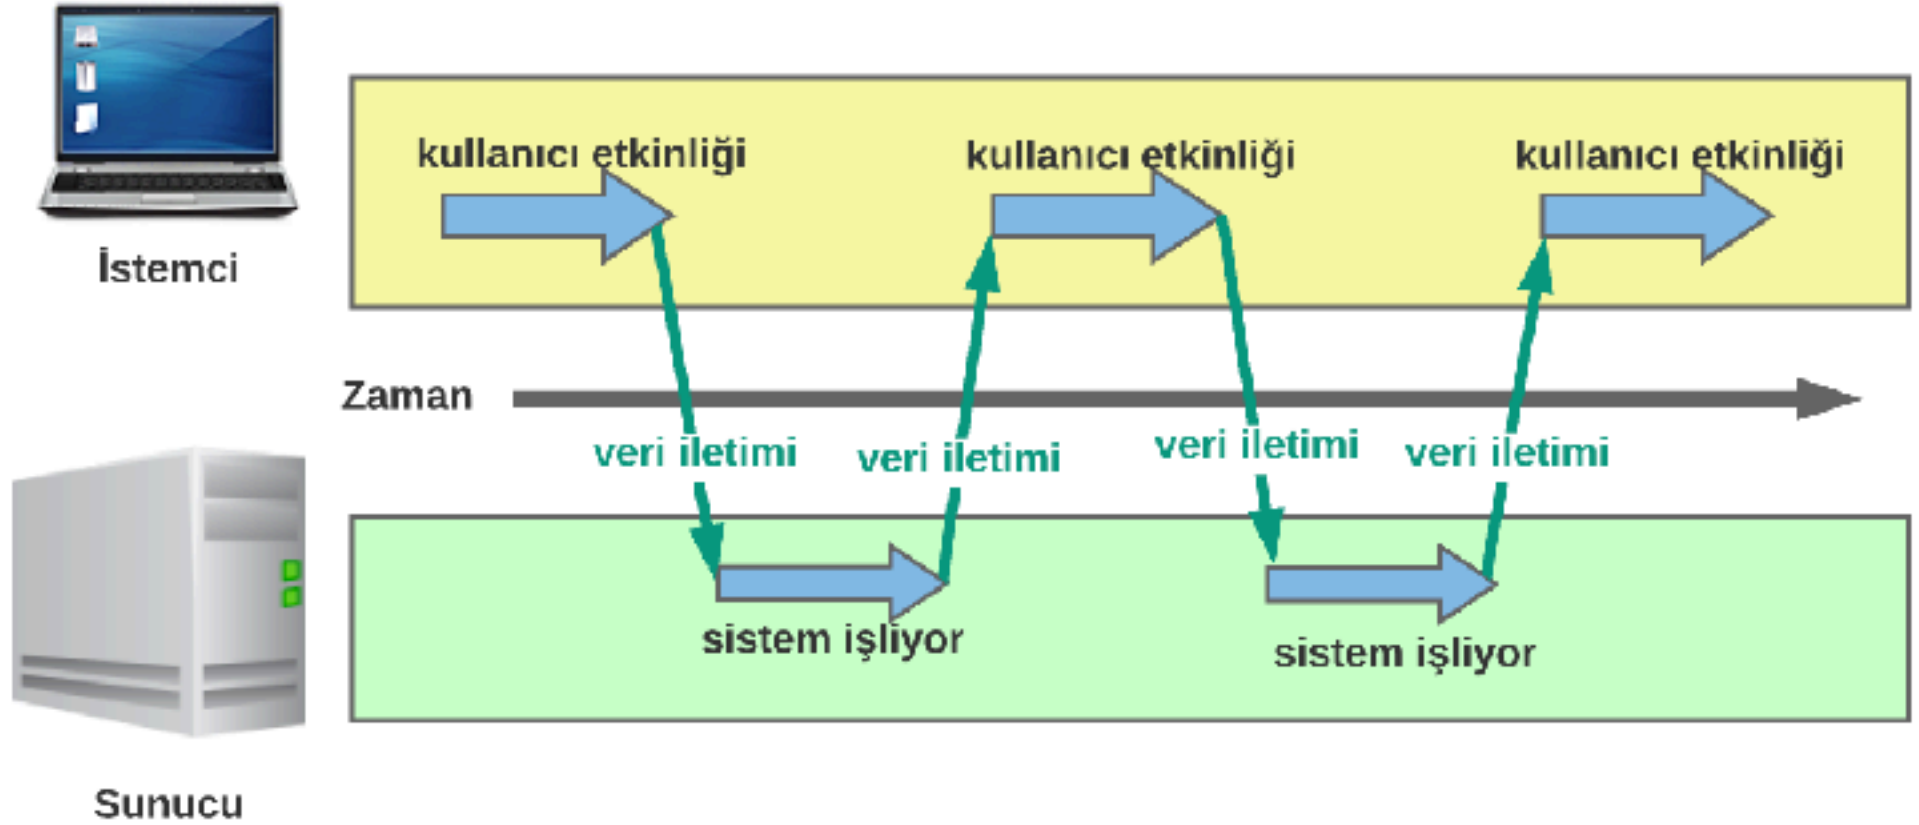 kullanıcı etkinliği
kullanıcı etkinliği
kullanıcı etkinliği
İstemci
Zaman
veri iletimi
veri iletimi
veri iletimi
veri iletimi
sistem işliyor
sistem işliyor
Sunucu